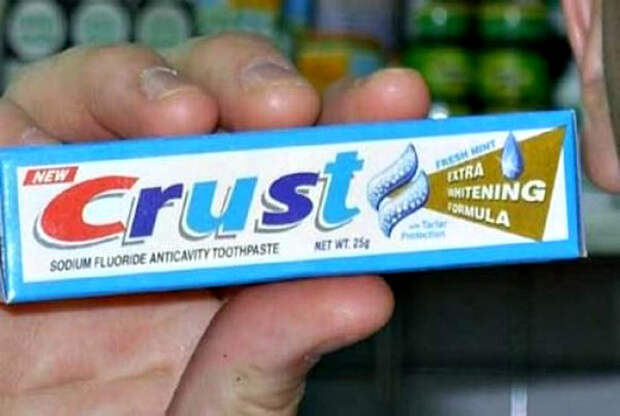 NEW
Crust
SODIUM FLUORIDE ANTICAVITY TOOTHPASTE
NET WT. 25g
FRESH MINT
EXTRA
WHITENING
FORMULA
with Tartar
Protection